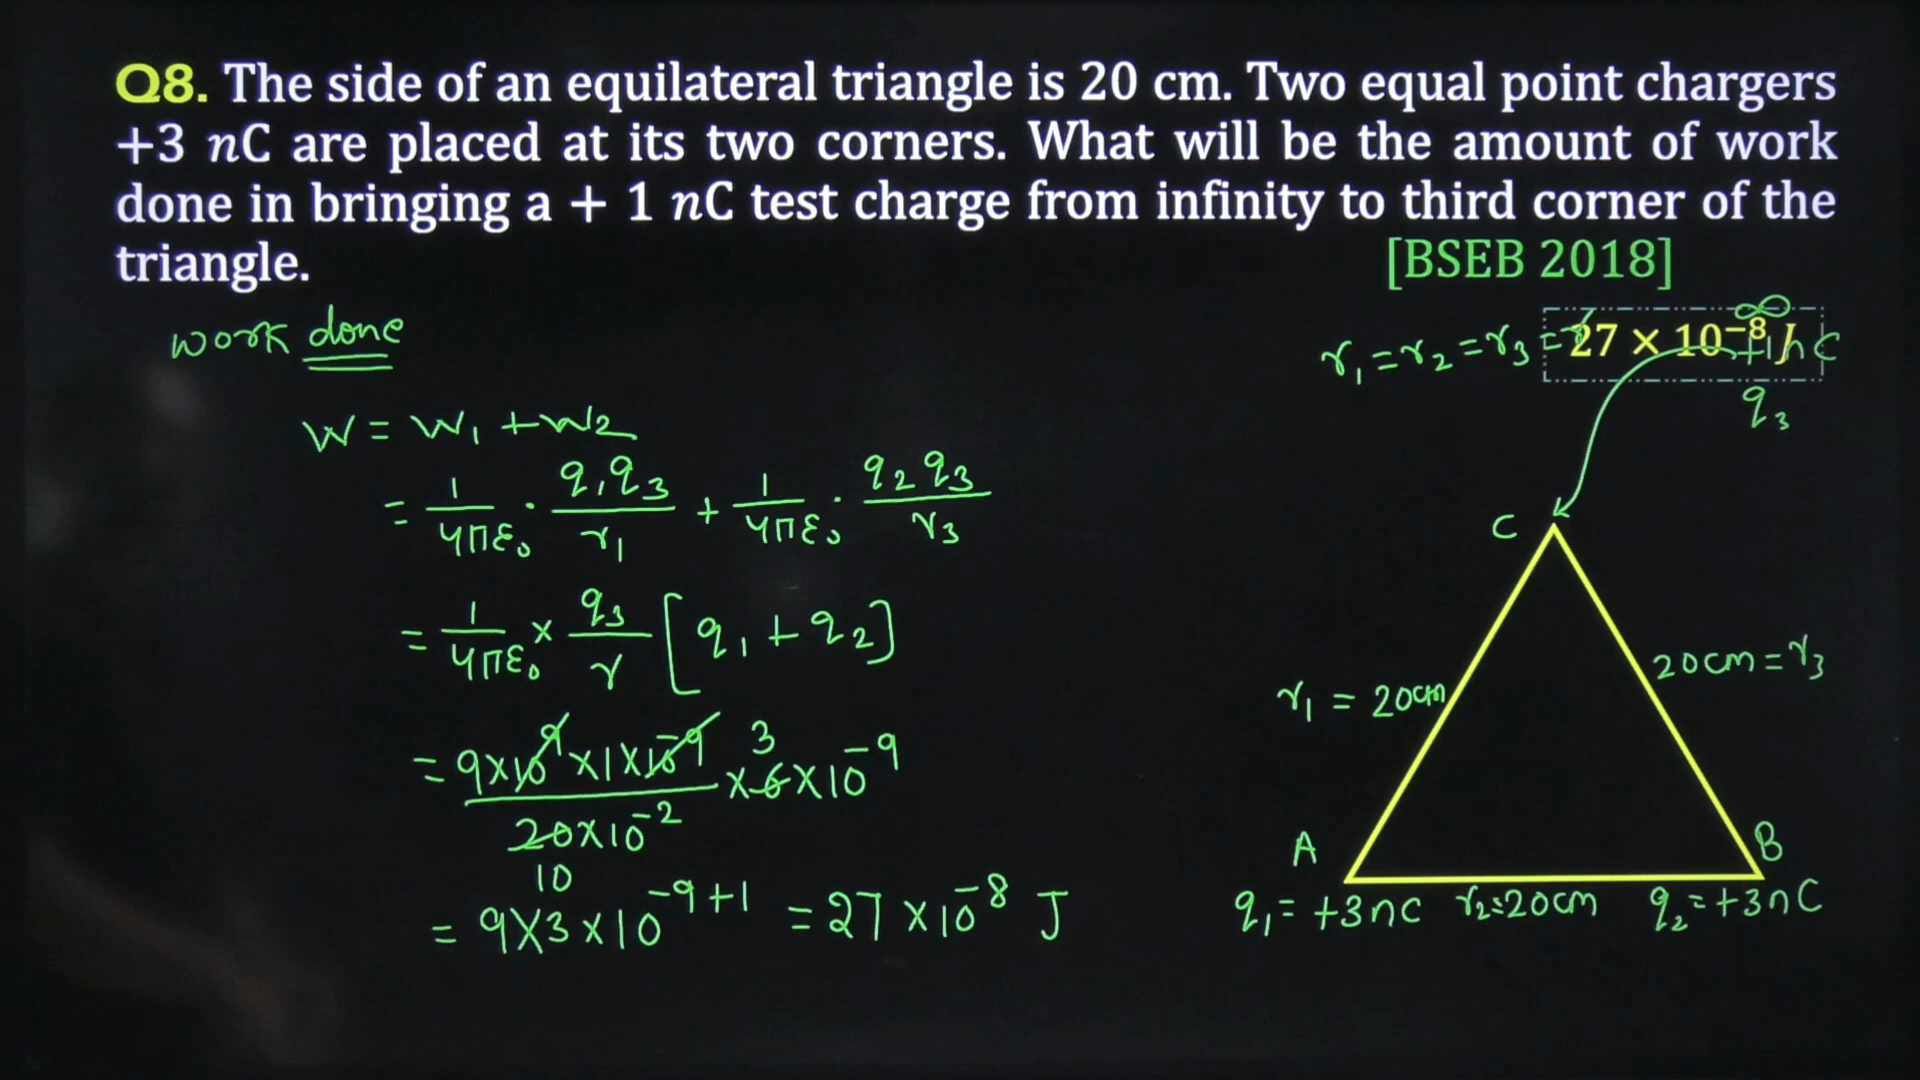 Q8. The side of an equilateral triangle is 20 cm. Two equal point chargers
+3 nC are placed at its two corners. What will be the amount of work
done in bringing a + 1 nC test charge from infinity to third corner of the
triangle. [BSEB 2018]
work done
r₁ = r₂ = r₃ = r
27 × 10⁻⁸ J
∞
+1nC
q₃
W = W₁ + W₂
= 1/4πε₀ · q₁q₃/r₁ + 1/4πε₀ · q₂q₃/r₃
= 1/4πε₀ × q₃/r [q₁ + q₂]
= 9×10⁹×1×10⁻⁹/20×10⁻² × 6×10⁻⁹
3
10
= 9×3×10⁻⁹⁺¹ = 27×10⁻⁸ J
C
r₁ = 20cm
20cm = r₃
A
B
q₁ = +3nC r₂=20cm q₂=+3nC